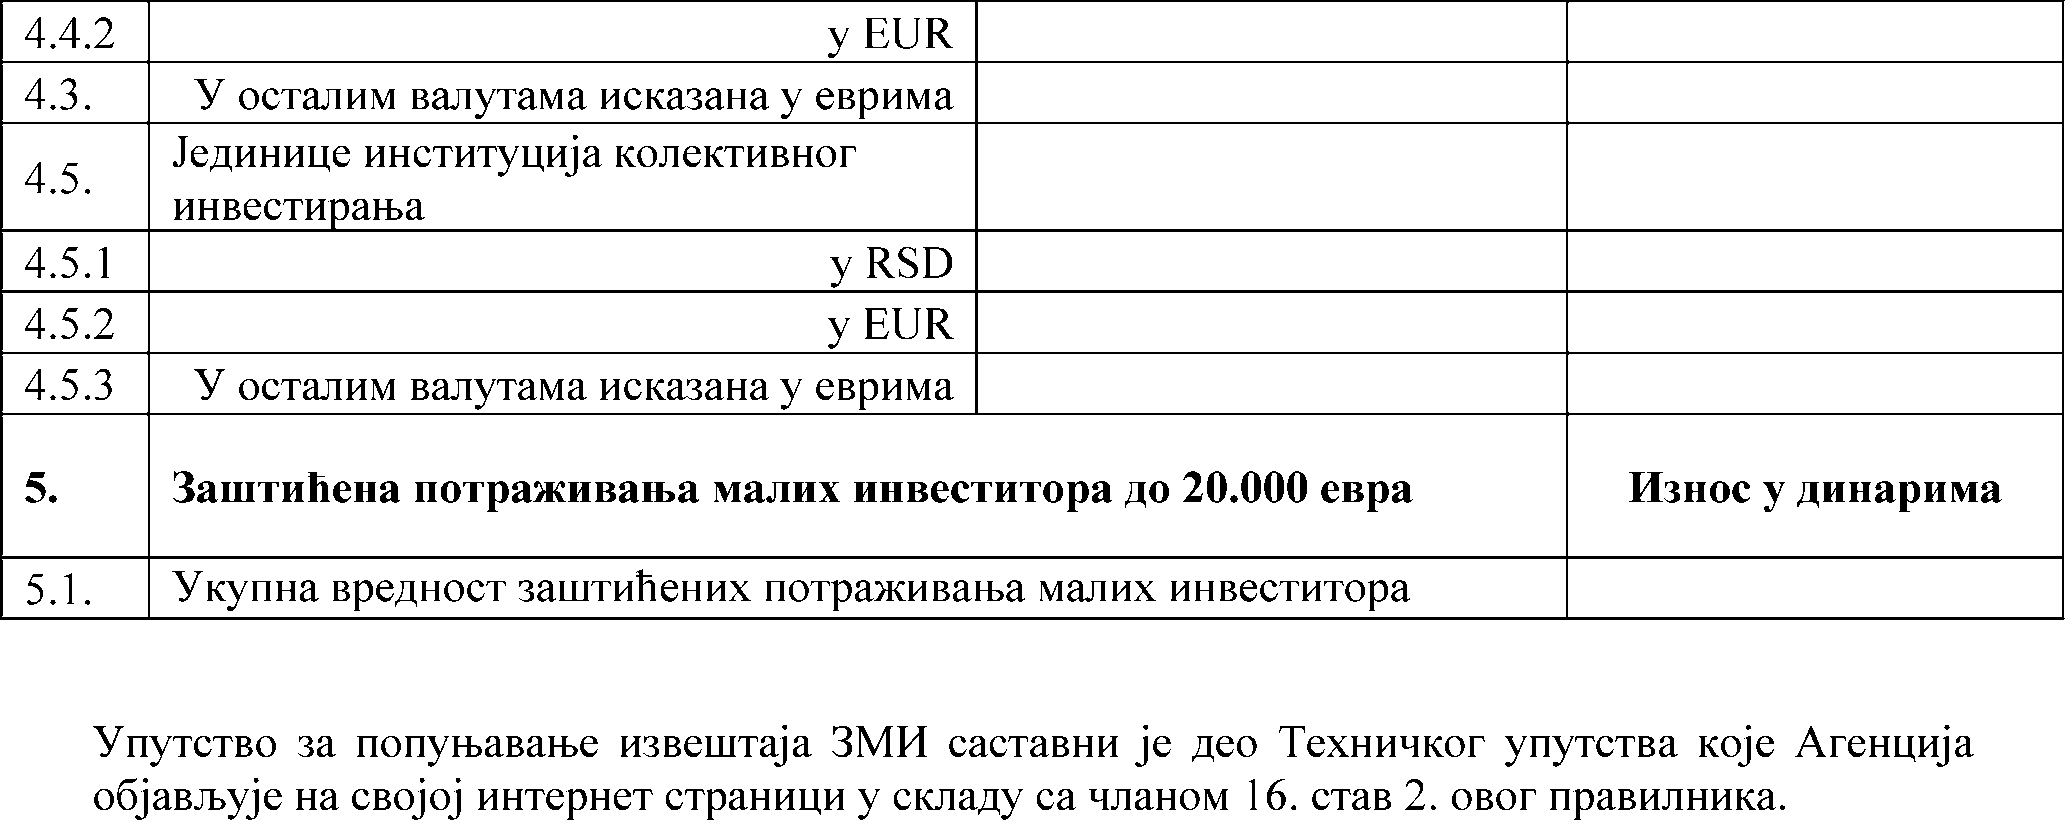 4.4.2 у EUR
4.3. У осталим валутама исказана у еврима
4.5. Јединице институција колективног
инвестирања
4.5.1 у RSD
4.5.2 у EUR
4.5.3 У осталим валутама исказана у еврима
5. Заштићена потраживања малих инвеститора до 20.000 евра Износ у динарима
5.1. Укупна вредност заштићених потраживања малих инвеститора
Упутство за попуњавање извештаја ЗМИ саставни је део Техничког упутства које Агенција
објављује на својој интернет страници у складу са чланом 16. став 2. овог правилника.